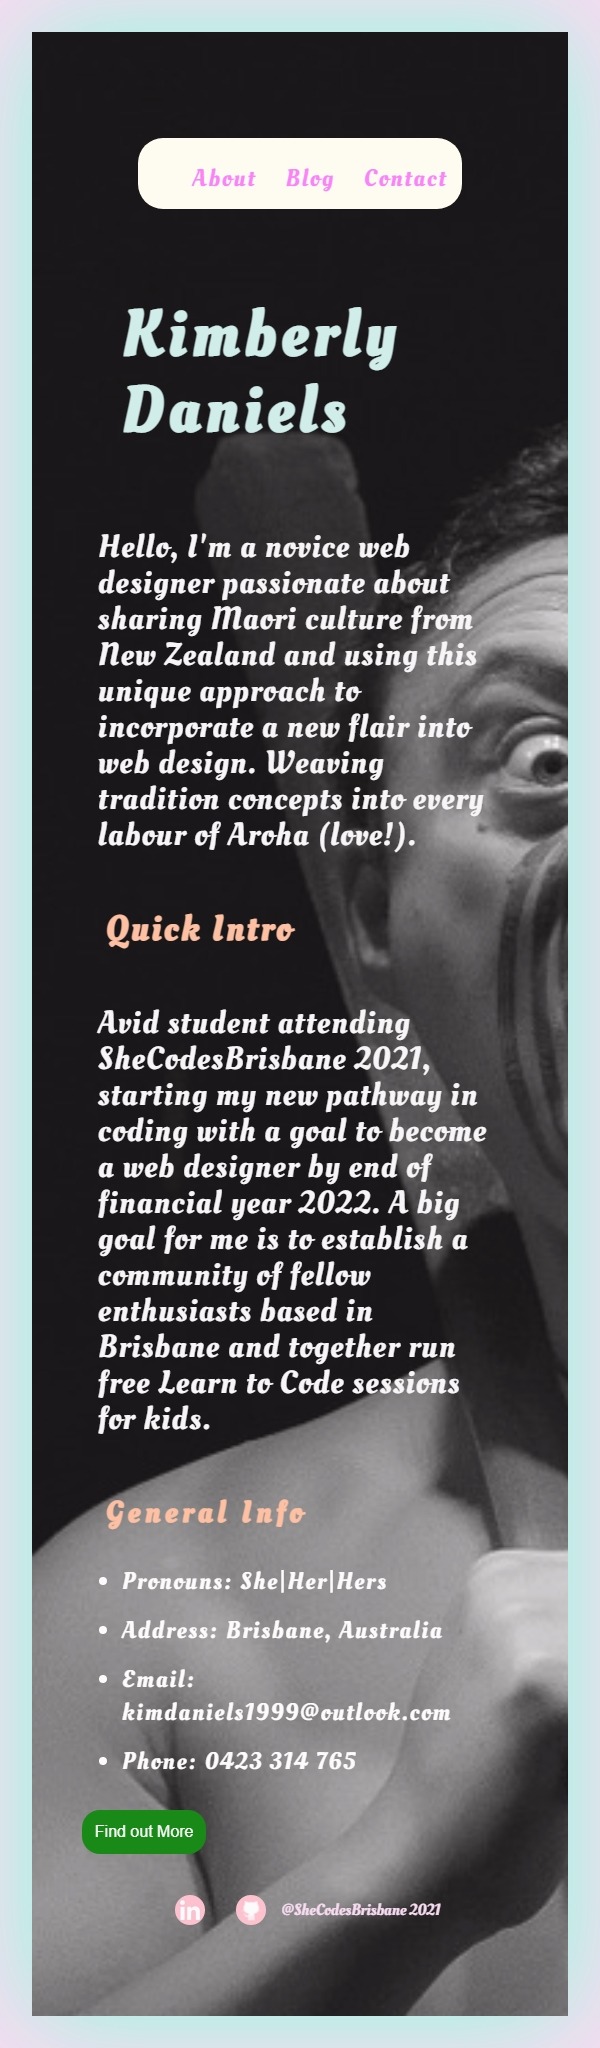 About Blog Contact
Kimberly
Daniels
Hello, I'm a novice web
designer passionate about
sharing Maori culture from
New Zealand and using this
unique approach to
incorporate a new flair into
web design. Weaving
tradition concepts into every
labour of Aroha (love!).
Quick Intro
Avid student attending
SheCodesBrisbane 2021,
starting my new pathway in
coding with a goal to become
a web designer by end of
financial year 2022. A big
goal for me is to establish a
community of fellow
enthusiasts based in
Brisbane and together run
free Learn to Code sessions
for kids.
General Info
• Pronouns: She|Her|Hers
• Address: Brisbane, Australia
• Email:
kimdaniels1999@outlook.com
• Phone: 0423 314 765
Find out More
in @SheCodesBrisbane 2021